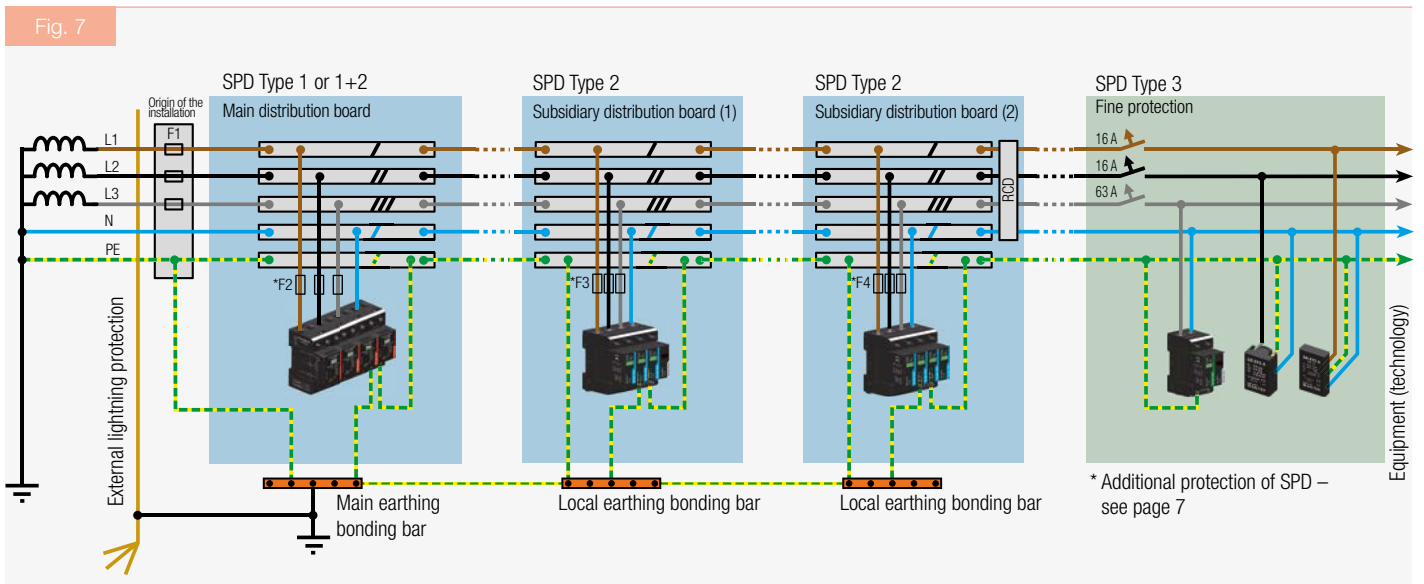 Fig. 7
SPD Type 1 or 1+2
Main distribution board
SPD Type 2
Subsidiary distribution board (1)
SPD Type 2
Subsidiary distribution board (2)
SPD Type 3
Fine protection
Origin of the
installation
F1
L1
L2
L3
N
PE
RCD
16 A
16 A
63 A
*F2
*F3
*F4
External lightning protection
Equipment (technology)
Main earthing
bonding bar
Local earthing bonding bar
Local earthing bonding bar
* Additional protection of SPD –
see page 7